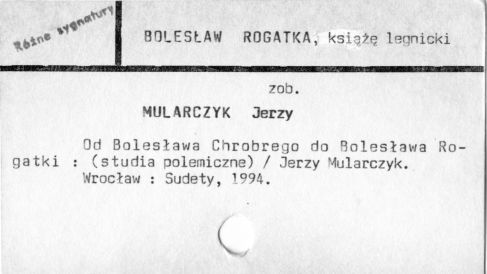 Różne sygnatury
BOLESŁAW ROGATKA, książę legnicki
zob.
MULARCZYK Jerzy
Od Bolesława Chrobrego do Bolesława Ro-
gatki : (studia polemiczne) / Jerzy Mularczyk.
Wrocław : Sudety, 1994.